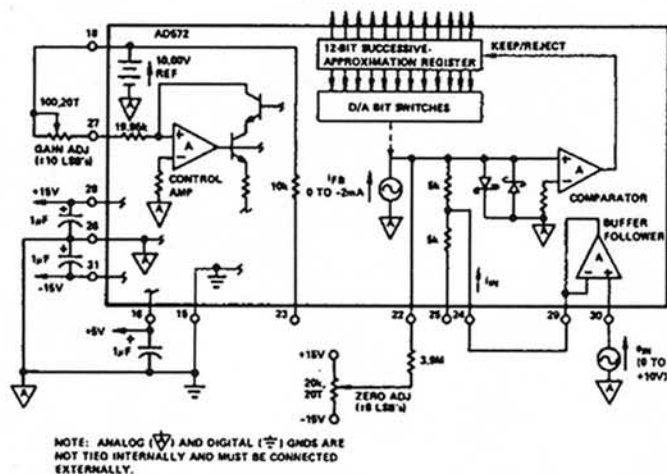 18
AD572
12-BIT SUCCESSIVE-
APPROXIMATION REGISTER
KEEP/REJECT
10.00V
REF
D/A BIT SWITCHES
100,20T
27
19.95k
GAIN ADJ
(±10 LSB's)
CONTROL
AMP
A
10k
iFB
0 TO -2mA
5k
5k
COMPARATOR
BUFFER
FOLLOWER
+15V
28
1µF
26
1µF
31
-15V
iIN
16
19
23
22
25
24
29
30
+5V
1µF
+15V
20k
20T
-15V
ZERO ADJ
(±8 LSB's)
3.9M
eIN
(0 TO
+10V)
NOTE: ANALOG (A) AND DIGITAL ( ) GNDS ARE
NOT TIED INTERNALLY AND MUST BE CONNECTED
EXTERNALLY.